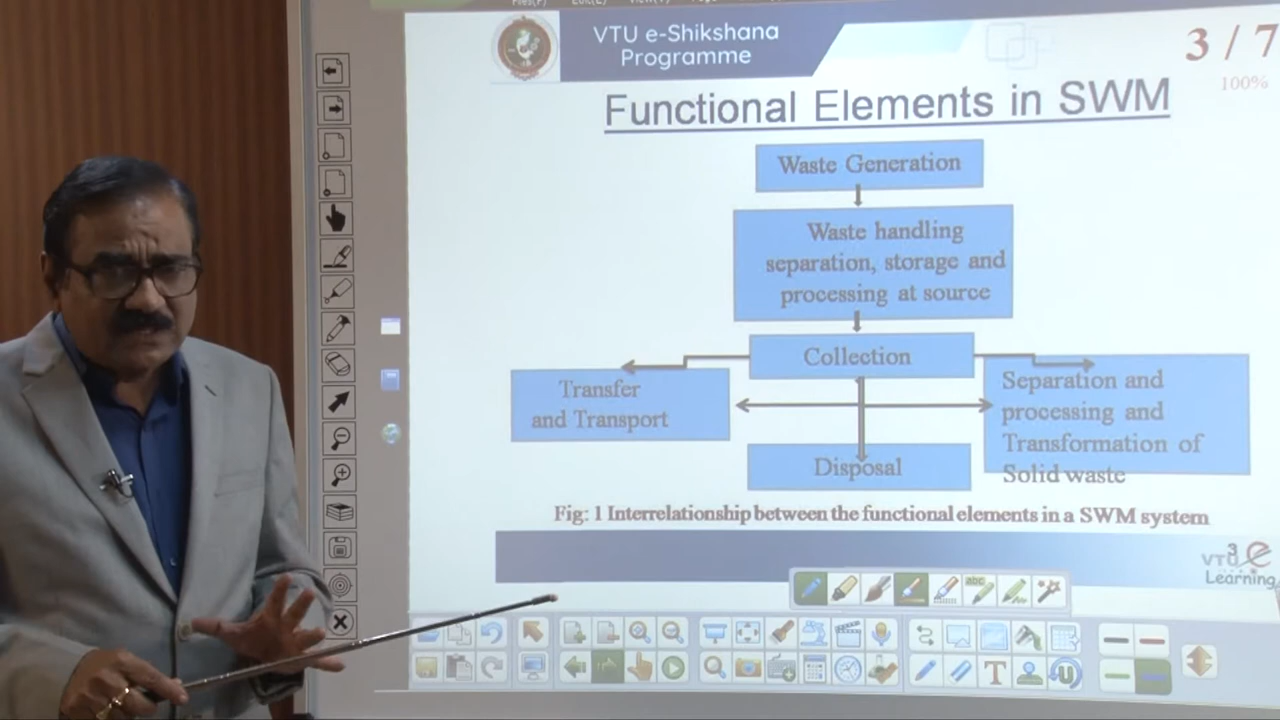 VTU e-Shikshana
Programme
3 / 7
100%
Functional Elements in SWM
Waste Generation
Waste handling
separation, storage and
processing at source
Collection
Transfer
and Transport
Separation and
processing and
Transformation of
Solid waste
Disposal
Fig: 1 Interrelationship between the functional elements in a SWM system
3
VTU e
Learning
abc
T